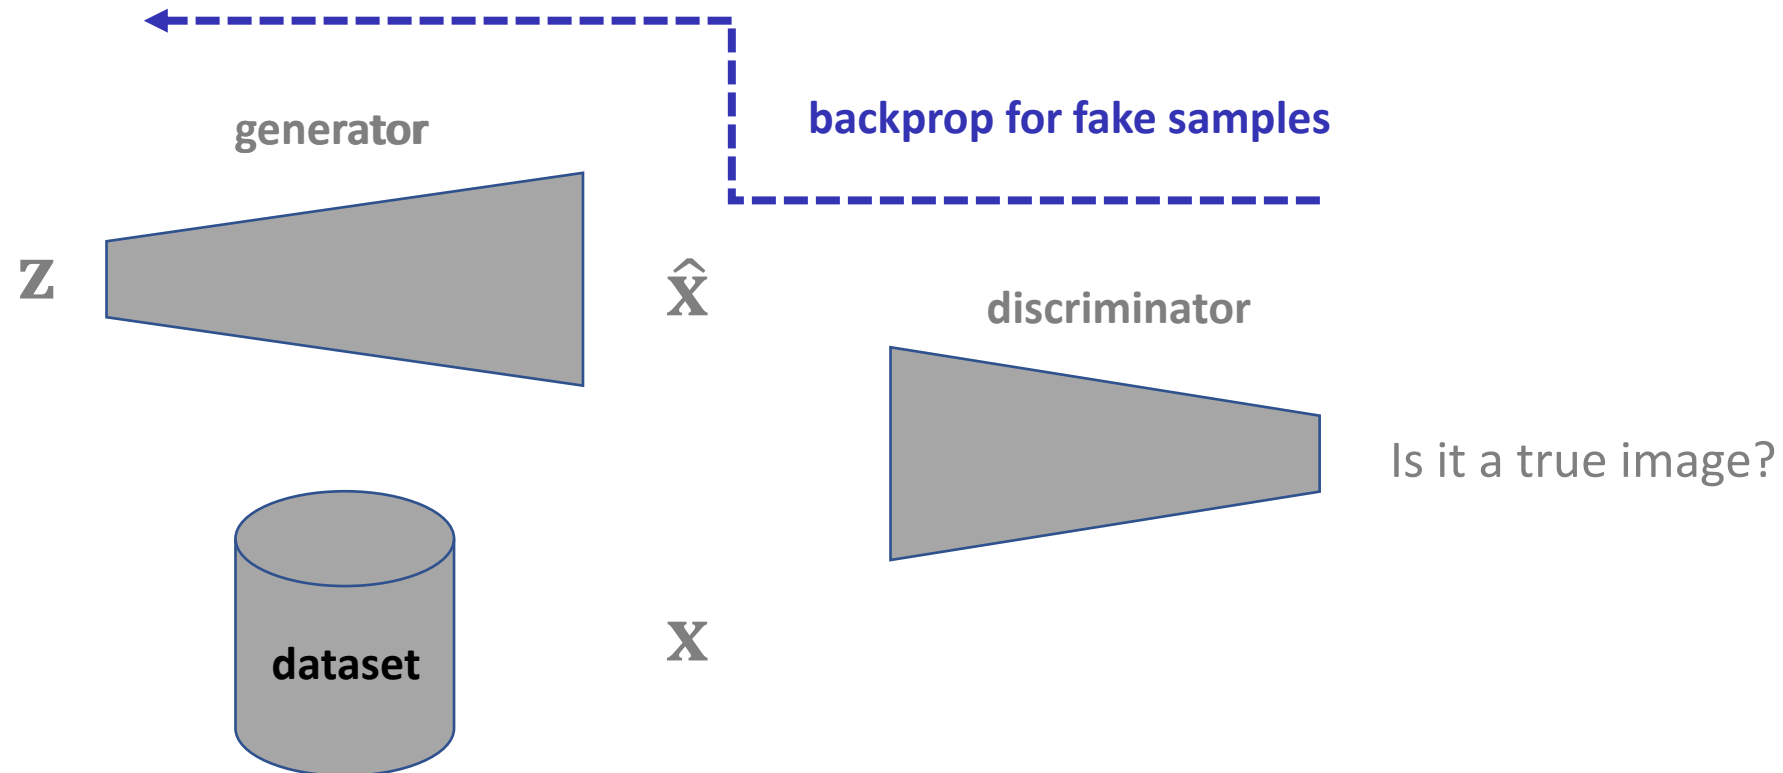 backprop for fake samples
generator
z
x̂
discriminator
Is it a true image?
dataset
x